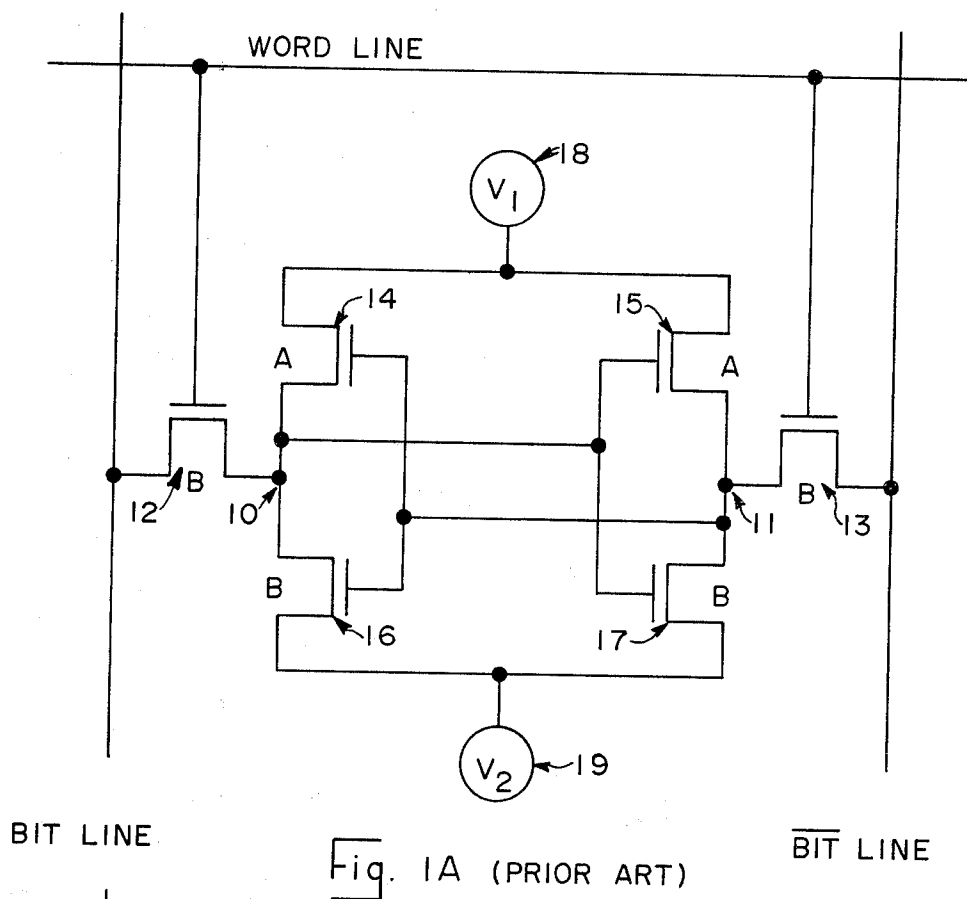 WORD LINE
18
V1
14
15
A
A
12
B
10
11
B
13
B
B
16
17
V2
19
BIT LINE
B̅I̅T̅ LINE
Fig. 1A (PRIOR ART)